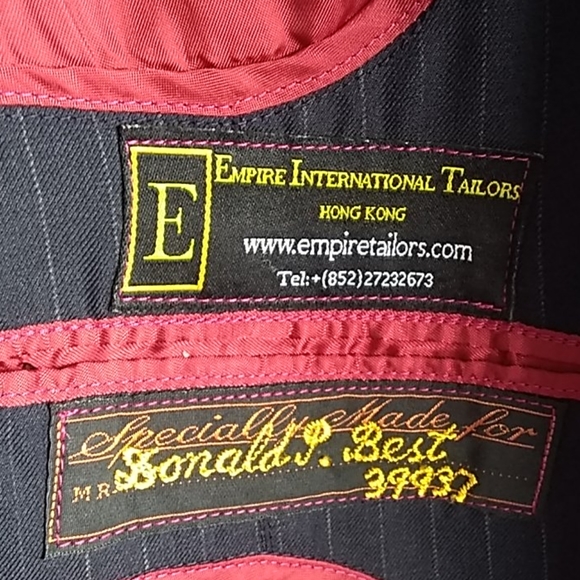 E
EMPIRE INTERNATIONAL TAILORS
HONG KONG
www.empiretailors.com
Tel:+(852)27232673
Specially Made for
MR Donald P. Best
39937